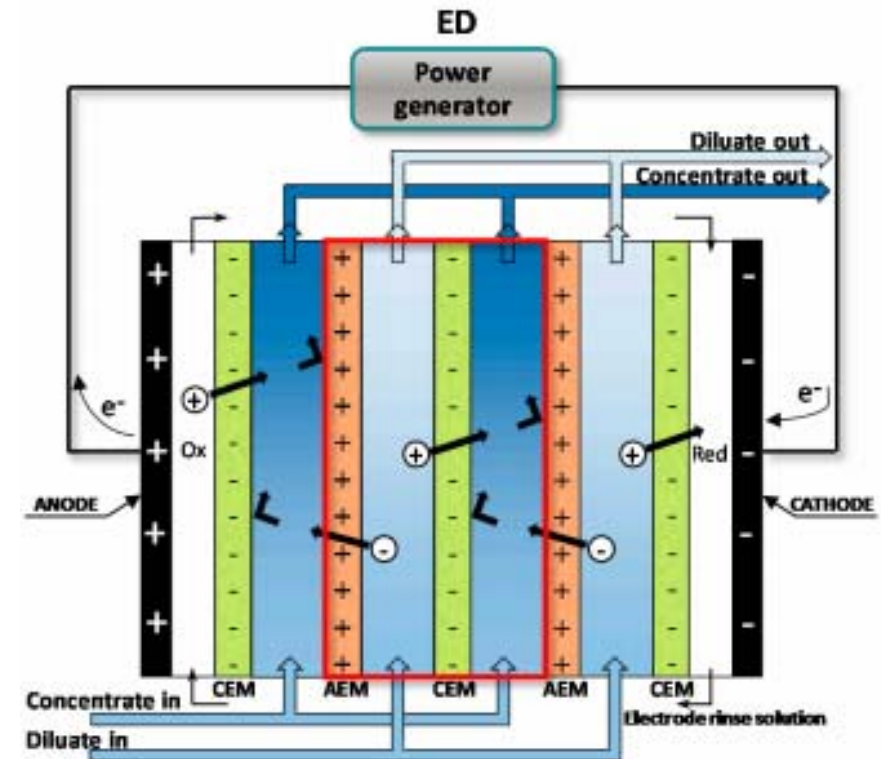 ED
Power
generator
Diluate out
Concentrate out
e-
e-
Ox
Red
ANODE
CATHODE
CEM
AEM
CEM
AEM
CEM
Concentrate in
Electrode rinse solution
Diluate in